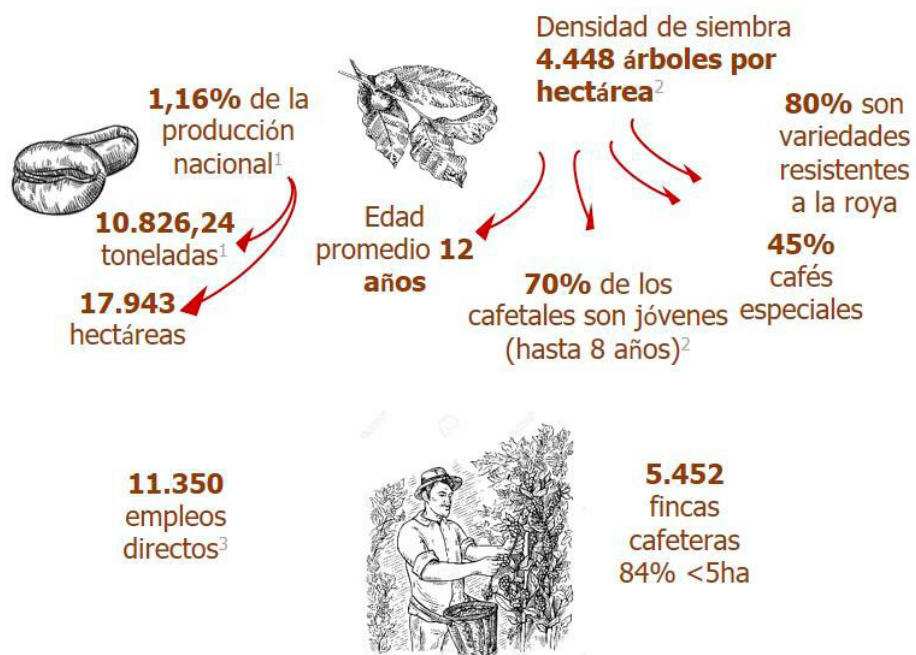 1,16% de la
producción
nacional1
10.826,24
toneladas1
17.943
hectáreas
Densidad de siembra
4.448 árboles por
hectárea2
Edad
promedio 12
años
70% de los
cafetales son jóvenes
(hasta 8 años)2
80% son
variedades
resistentes
a la roya
45%
cafés
especiales
11.350
empleos
directos3
5.452
fincas
cafeteras
84% <5ha